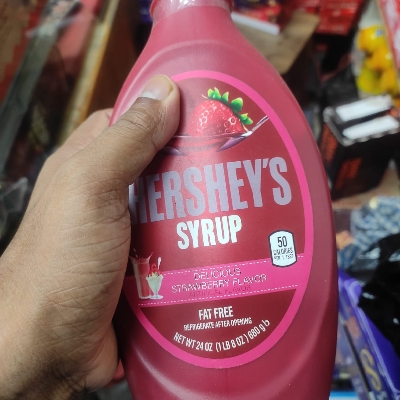 HERSHEY'S
SYRUP
50
CALORIES
DELICIOUS
STRAWBERRY FLAVOR
FAT FREE
REFRIGERATE AFTER OPENING
NET WT 24 OZ (1 LB 8 OZ) 680 g